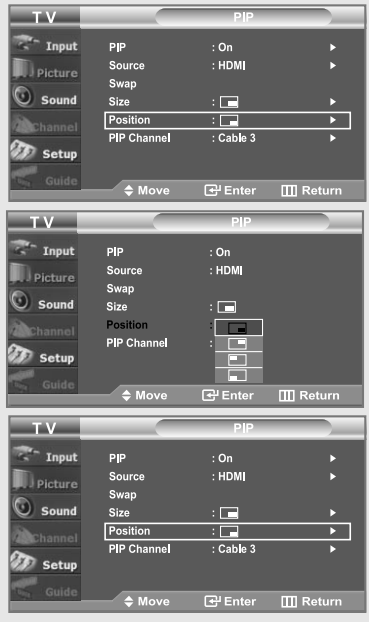 TV PIP
Input PIP : On
Picture Source : HDMI
Swap
Sound Size :
Channel Position :
PIP Channel : Cable 3
Setup
Guide
Move Enter Return
TV PIP
Input PIP : On
Picture Source : HDMI
Swap
Sound Size :
Channel Position :
PIP Channel :
Setup
Guide
Move Enter Return
TV PIP
Input PIP : On
Picture Source : HDMI
Swap
Sound Size :
Channel Position :
PIP Channel : Cable 3
Setup
Guide
Move Enter Return